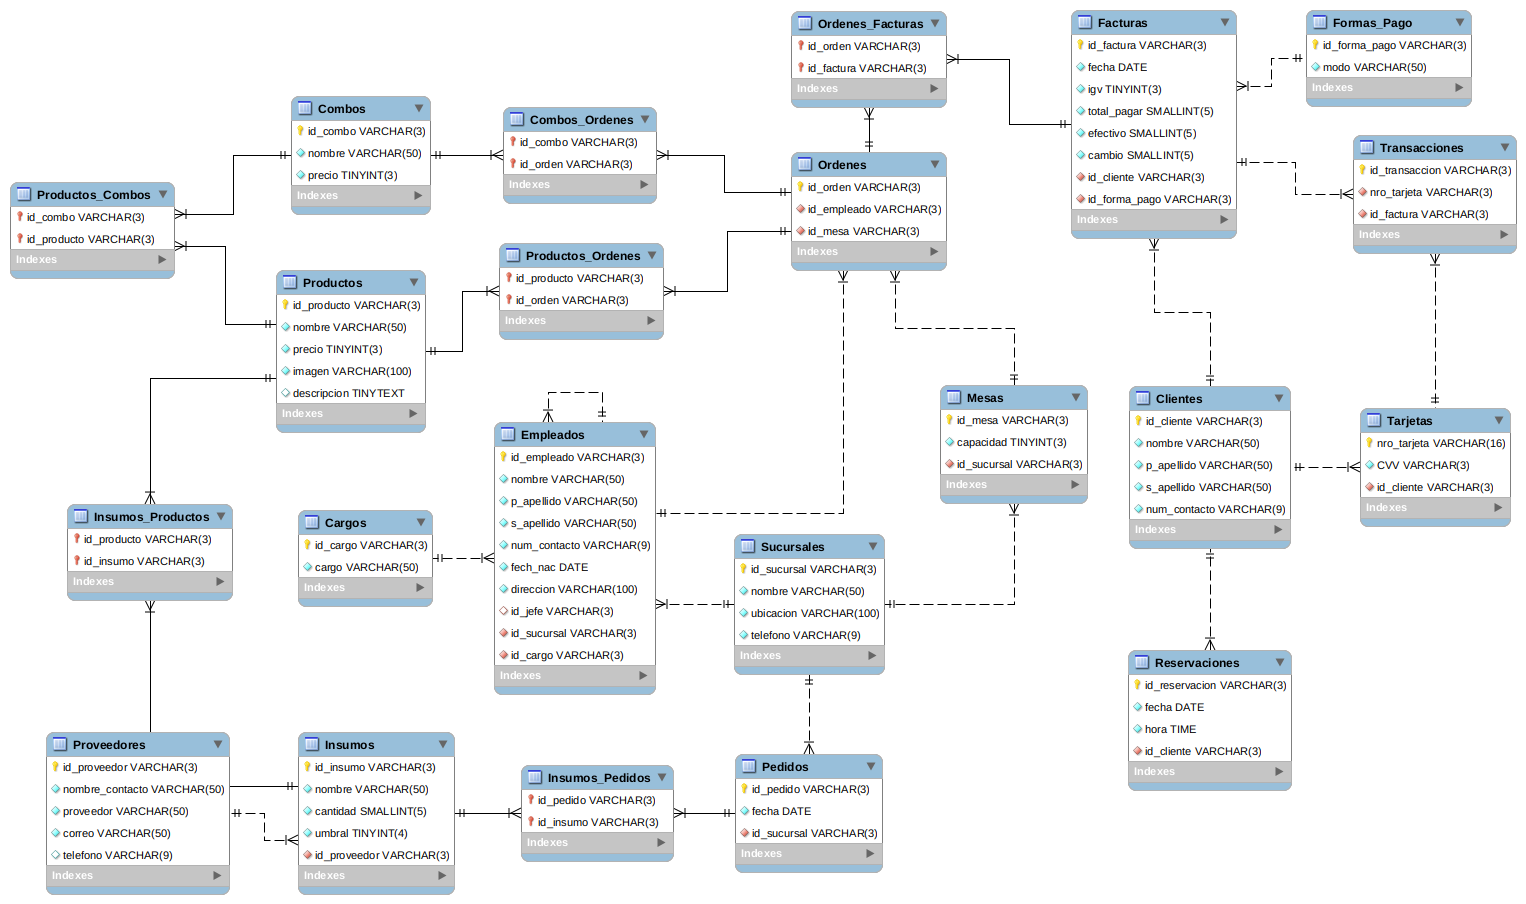 Ordenes_Facturas
id_orden VARCHAR(3)
id_factura VARCHAR(3)
Indexes
Facturas
id_factura VARCHAR(3)
fecha DATE
igv TINYINT(3)
total_pagar SMALLINT(5)
efectivo SMALLINT(5)
cambio SMALLINT(5)
id_cliente VARCHAR(3)
id_forma_pago VARCHAR(3)
Indexes
Formas_Pago
id_forma_pago VARCHAR(3)
modo VARCHAR(50)
Indexes
Combos
id_combo VARCHAR(3)
nombre VARCHAR(50)
precio TINYINT(3)
Indexes
Combos_Ordenes
id_combo VARCHAR(3)
id_orden VARCHAR(3)
Indexes
Ordenes
id_orden VARCHAR(3)
id_empleado VARCHAR(3)
id_mesa VARCHAR(3)
Indexes
Transacciones
id_transaccion VARCHAR(3)
nro_tarjeta VARCHAR(3)
id_factura VARCHAR(3)
Indexes
Productos_Combos
id_combo VARCHAR(3)
id_producto VARCHAR(3)
Indexes
Productos
id_producto VARCHAR(3)
nombre VARCHAR(50)
precio TINYINT(3)
imagen VARCHAR(100)
descripcion TINYTEXT
Indexes
Productos_Ordenes
id_producto VARCHAR(3)
id_orden VARCHAR(3)
Indexes
Empleados
id_empleado VARCHAR(3)
nombre VARCHAR(50)
p_apellido VARCHAR(50)
s_apellido VARCHAR(50)
num_contacto VARCHAR(9)
fech_nac DATE
direccion VARCHAR(100)
id_jefe VARCHAR(3)
id_sucursal VARCHAR(3)
id_cargo VARCHAR(3)
Indexes
Mesas
id_mesa VARCHAR(3)
capacidad TINYINT(3)
id_sucursal VARCHAR(3)
Indexes
Clientes
id_cliente VARCHAR(3)
nombre VARCHAR(50)
p_apellido VARCHAR(50)
s_apellido VARCHAR(50)
num_contacto VARCHAR(9)
Indexes
Tarjetas
nro_tarjeta VARCHAR(16)
CVV VARCHAR(3)
id_cliente VARCHAR(3)
Indexes
Insumos_Productos
id_producto VARCHAR(3)
id_insumo VARCHAR(3)
Indexes
Cargos
id_cargo VARCHAR(3)
cargo VARCHAR(50)
Indexes
Sucursales
id_sucursal VARCHAR(3)
nombre VARCHAR(50)
ubicacion VARCHAR(100)
telefono VARCHAR(9)
Indexes
Reservaciones
id_reservacion VARCHAR(3)
fecha DATE
hora TIME
id_cliente VARCHAR(3)
Indexes
Proveedores
id_proveedor VARCHAR(3)
nombre_contacto VARCHAR(50)
proveedor VARCHAR(50)
correo VARCHAR(50)
telefono VARCHAR(9)
Indexes
Insumos
id_insumo VARCHAR(3)
nombre VARCHAR(50)
cantidad SMALLINT(5)
umbral TINYINT(4)
id_proveedor VARCHAR(3)
Indexes
Insumos_Pedidos
id_pedido VARCHAR(3)
id_insumo VARCHAR(3)
Indexes
Pedidos
id_pedido VARCHAR(3)
fecha DATE
id_sucursal VARCHAR(3)
Indexes